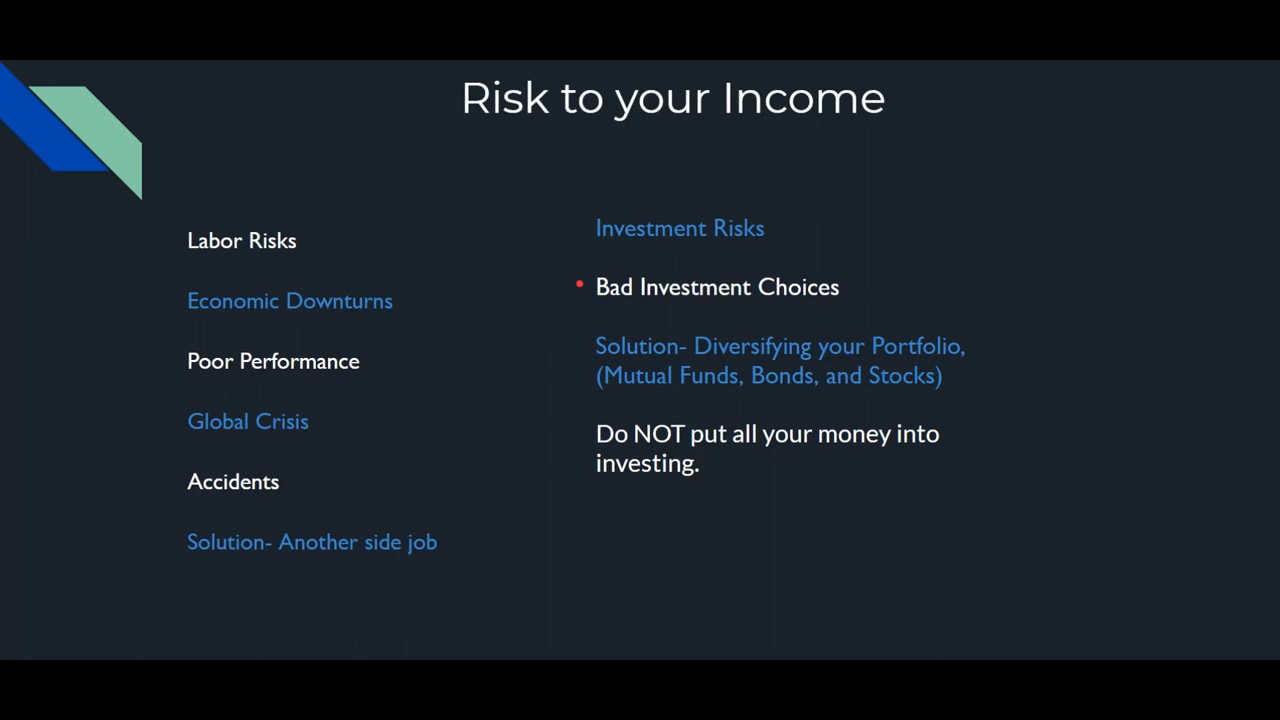 Risk to your Income
Labor Risks
Economic Downturns
Poor Performance
Global Crisis
Accidents
Solution- Another side job
Investment Risks
Bad Investment Choices
Solution- Diversifying your Portfolio,
(Mutual Funds, Bonds, and Stocks)
Do NOT put all your money into
investing.